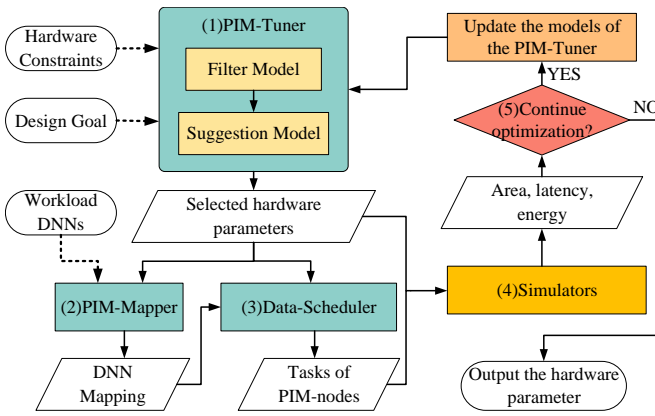 Hardware
Constraints
(1)PIM-Tuner
Filter Model
Suggestion Model
Design Goal
Update the models of
the PIM-Tuner
YES
(5)Continue
optimization?
NO
Workload
DNNs
Selected hardware
parameters
Area, latency,
energy
(2)PIM-Mapper
(3)Data-Scheduler
(4)Simulators
DNN
Mapping
Tasks of
PIM-nodes
Output the hardware
parameter